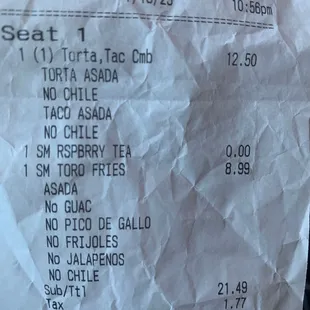 10:56pm
Seat 1
1 (1) Torta,Tac Cmb 12.50
TORTA ASADA
NO CHILE
TACO ASADA
NO CHILE
1 SM RSPBRRY TEA 0.00
1 SM TORO FRIES 8.99
ASADA
No GUAC
NO PICO DE GALLO
NO FRIJOLES
No JALAPENOS
NO CHILE
Sub/Ttl 21.49
Tax 1.77